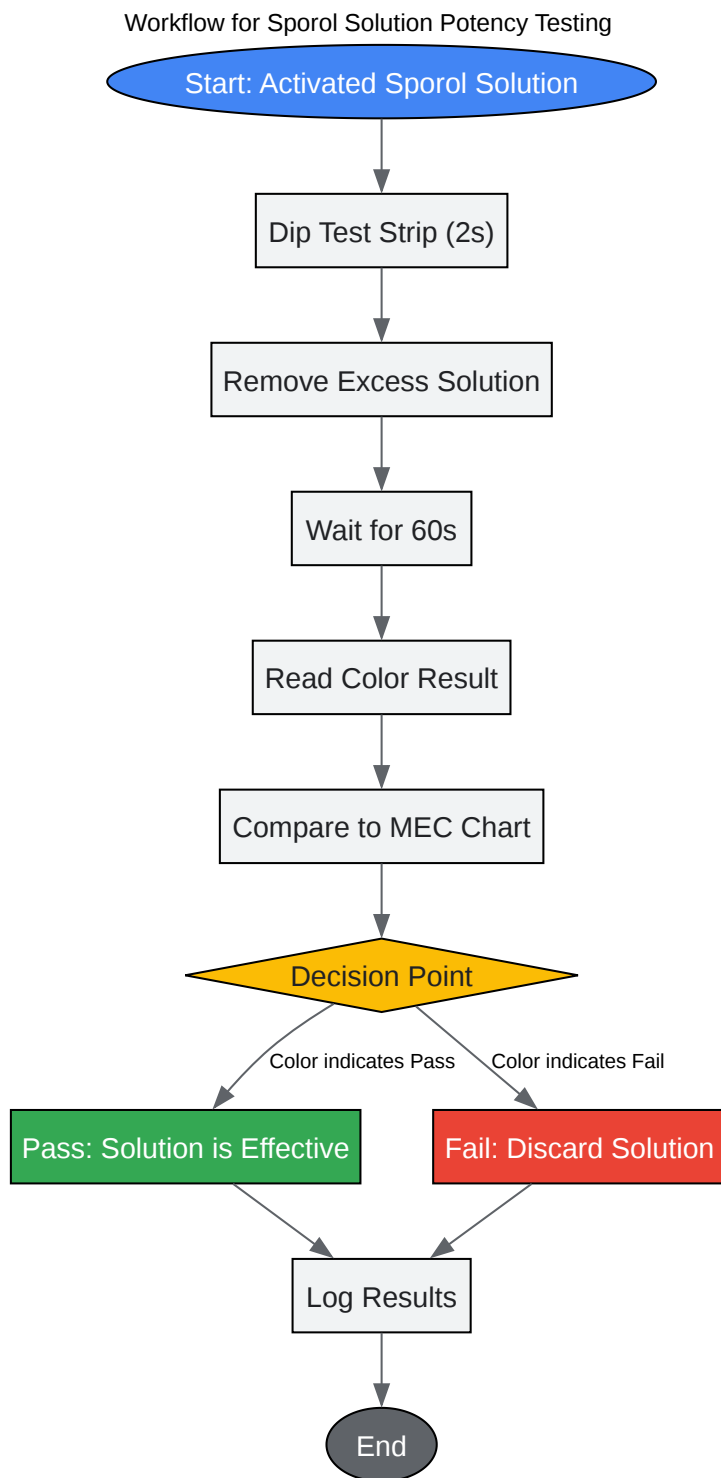 Workflow for Sporol Solution Potency Testing
Start: Activated Sporol Solution
Dip Test Strip (2s)
Remove Excess Solution
Wait for 60s
Read Color Result
Compare to MEC Chart
Decision Point
Color indicates Pass
Color indicates Fail
Pass: Solution is Effective
Fail: Discard Solution
Log Results
End